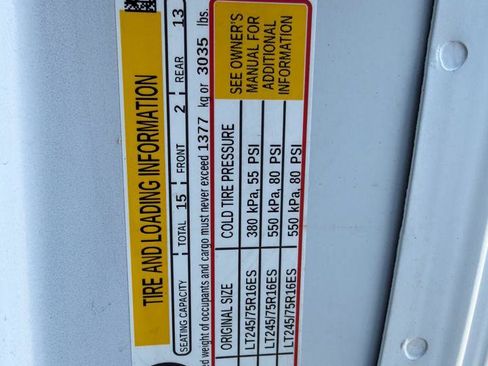 TIRE AND LOADING INFORMATION
SEATING CAPACITY TOTAL 15 FRONT 2 REAR 13
weight of occupants and cargo must never exceed 1377 kg or 3035 lbs.
ORIGINAL SIZE COLD TIRE PRESSURE
LT245/75R16ES 380 kPa, 55 PSI
LT245/75R16ES 550 kPa, 80 PSI
LT245/75R16ES 550 kPa, 80 PSI
SEE OWNER'S
MANUAL FOR
ADDITIONAL
INFORMATION